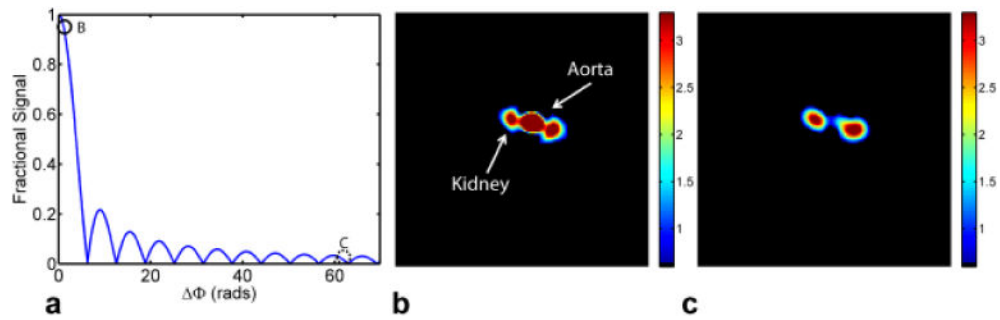 1
0.8
0.6
0.4
0.2
0
Fractional Signal
B
C
0 20 40 60
ΔΦ (rads)
a
Aorta
Kidney
3
2.5
2
1.5
1
b
3
2.5
2
1.5
1
c